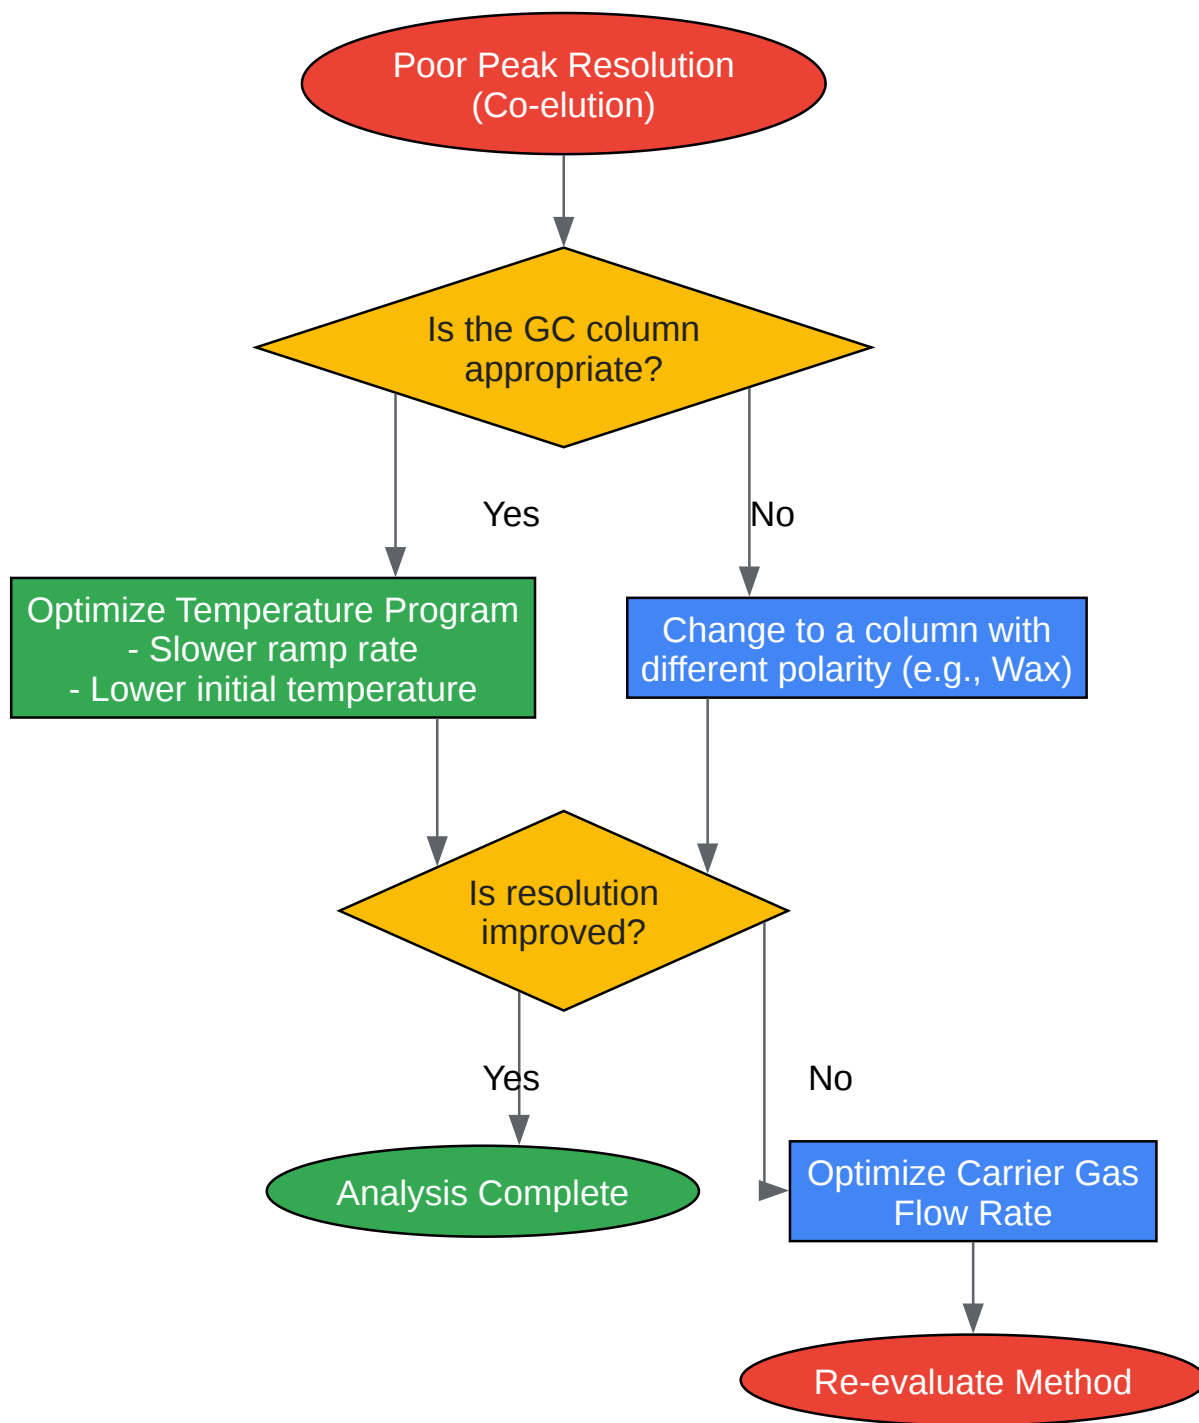 Poor Peak Resolution
(Co-elution)
Is the GC column
appropriate?
Yes
No
Optimize Temperature Program
- Slower ramp rate
- Lower initial temperature
Change to a column with
different polarity (e.g., Wax)
Is resolution
improved?
Yes
No
Analysis Complete
Optimize Carrier Gas
Flow Rate
Re-evaluate Method